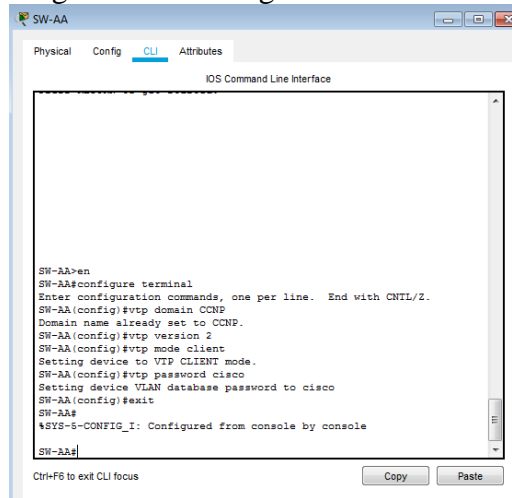 SW-AA
Physical Config CLI Attributes
IOS Command Line Interface
SW-AA>en
SW-AA#configure terminal
Enter configuration commands, one per line. End with CNTL/Z.
SW-AA(config)#vtp domain CCNP
Domain name already set to CCNP.
SW-AA(config)#vtp version 2
SW-AA(config)#vtp mode client
Setting device to VTP CLIENT mode.
SW-AA(config)#vtp password cisco
Setting device VLAN database password to cisco
SW-AA(config)#exit
SW-AA#
%SYS-5-CONFIG_I: Configured from console by console
SW-AA#
Ctrl+F6 to exit CLI focus
Copy Paste